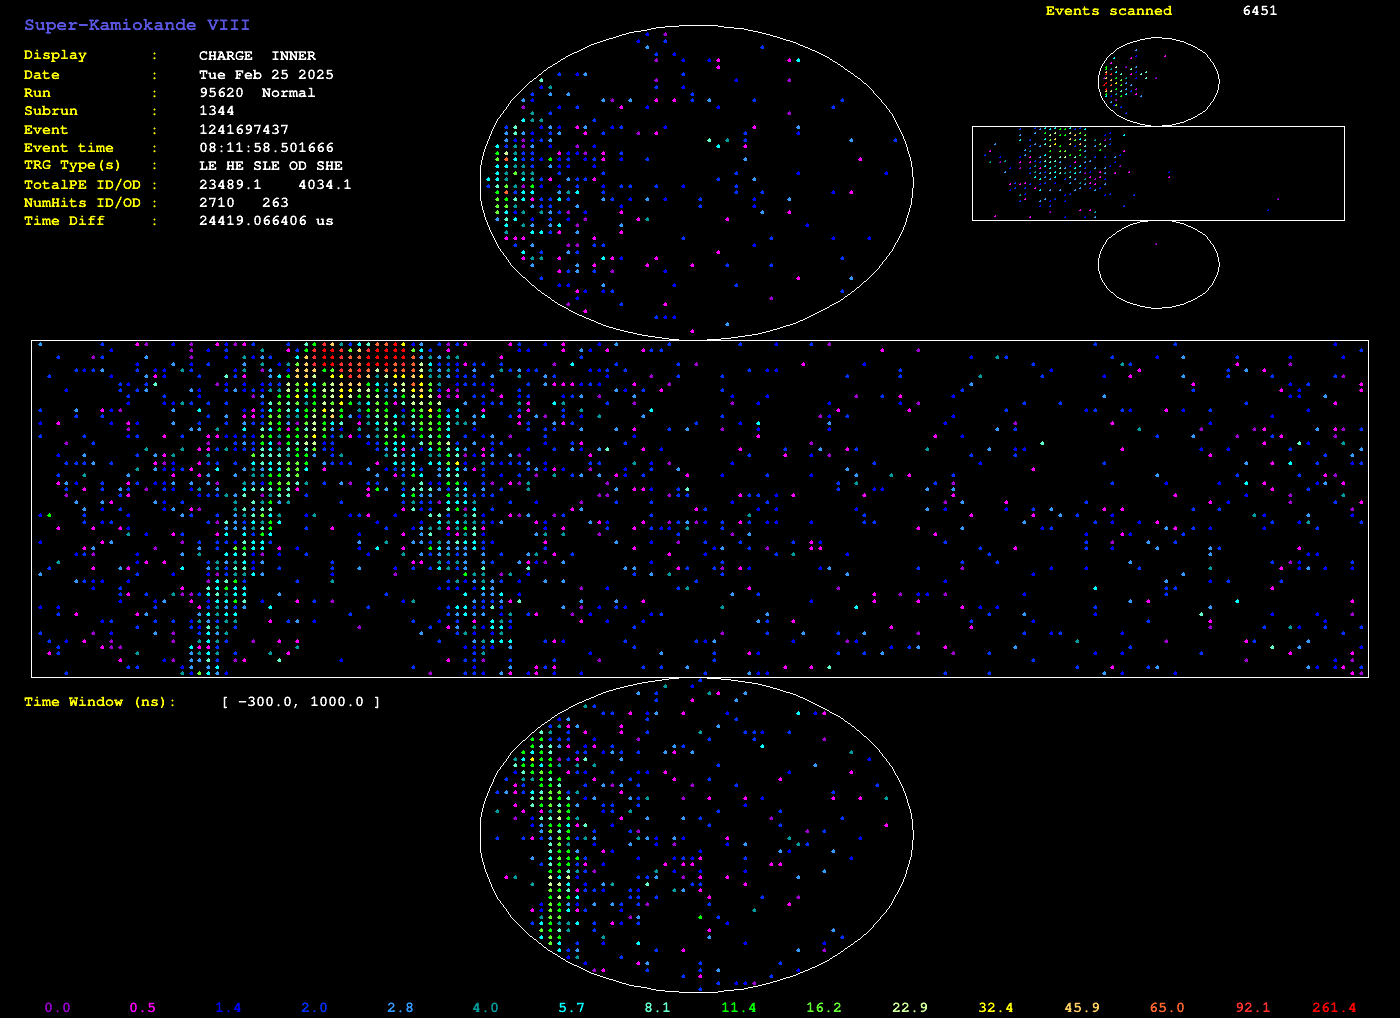 Super-Kamiokande VIII
Events scanned 6451
Display : CHARGE INNER
Date : Tue Feb 25 2025
Run : 95620 Normal
Subrun : 1344
Event : 1241697437
Event time : 08:11:58.501666
TRG Type(s) : LE HE SLE OD SHE
TotalPE ID/OD : 23489.1 4034.1
NumHits ID/OD : 2710 263
Time Diff : 24419.066406 us
Time Window (ns): [ -300.0, 1000.0 ]
0.0 0.5 1.4 2.0 2.8 4.0 5.7 8.1 11.4 16.2 22.9 32.4 45.9 65.0 92.1 261.4